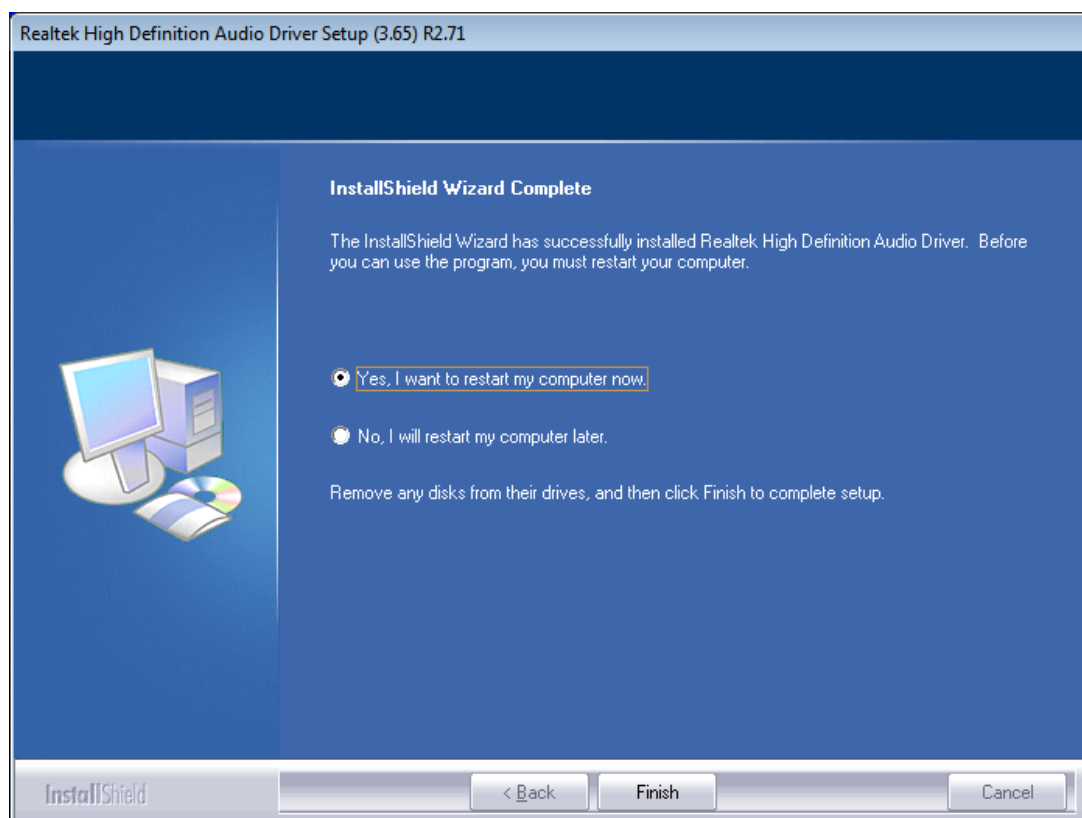 Realtek High Definition Audio Driver Setup (3.65) R2.71
InstallShield Wizard Complete
The InstallShield Wizard has successfully installed Realtek High Definition Audio Driver. Before
you can use the program, you must restart your computer.
Yes, I want to restart my computer now.
No, I will restart my computer later.
Remove any disks from their drives, and then click Finish to complete setup.
InstallShield
< Back
Finish
Cancel